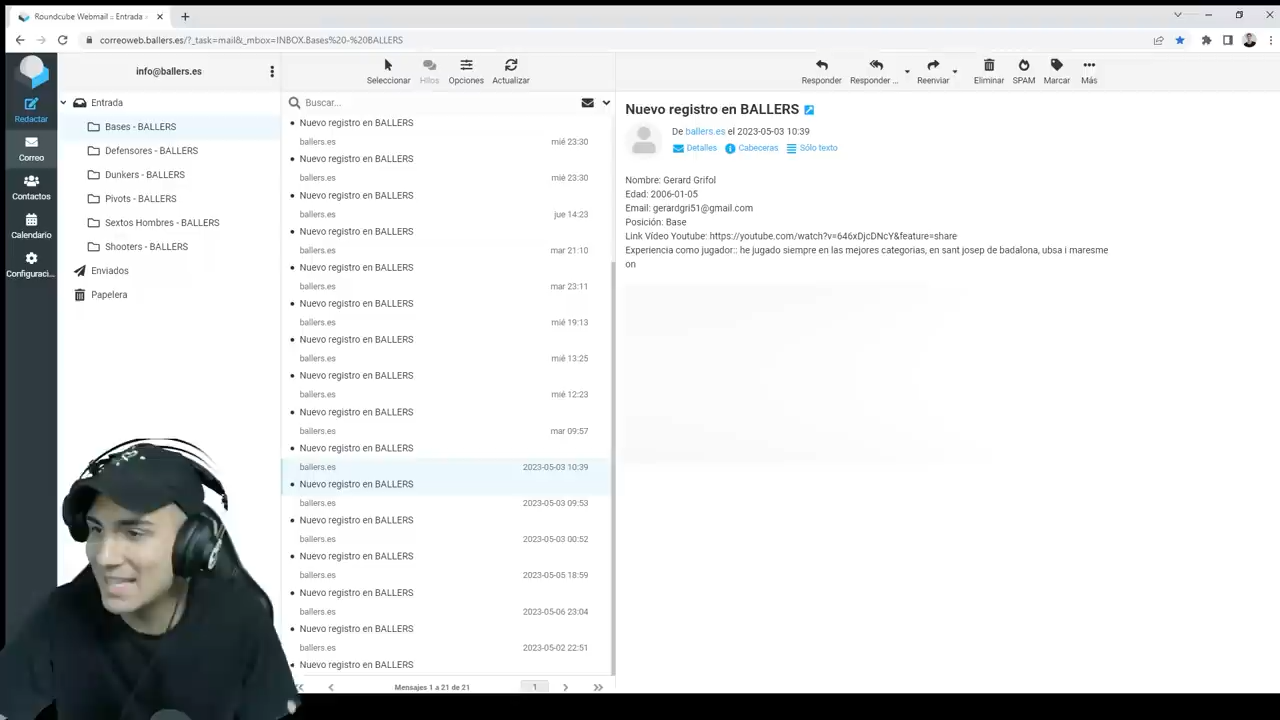 Roundcube Webmail :: Entrada -
correoweb.ballers.es/?_task=mail&_mbox=INBOX.Bases%20-%20BALLERS
info@ballers.es
Redactar
Correo
Contactos
Calendario
Configuraci...
Entrada
Bases - BALLERS
Defensores - BALLERS
Dunkers - BALLERS
Pivots - BALLERS
Sextos Hombres - BALLERS
Shooters - BALLERS
Enviados
Papelera
Seleccionar
Hilos
Opciones
Actualizar
Buscar...
Nuevo registro en BALLERS
ballers.es mié 23:30
Nuevo registro en BALLERS
ballers.es mié 23:30
Nuevo registro en BALLERS
ballers.es jue 14:23
Nuevo registro en BALLERS
ballers.es mar 21:10
Nuevo registro en BALLERS
ballers.es mar 23:11
Nuevo registro en BALLERS
ballers.es mié 19:13
Nuevo registro en BALLERS
ballers.es mié 13:25
Nuevo registro en BALLERS
ballers.es mié 12:23
Nuevo registro en BALLERS
ballers.es mar 09:57
Nuevo registro en BALLERS
ballers.es 2023-05-03 10:39
Nuevo registro en BALLERS
ballers.es 2023-05-03 09:53
Nuevo registro en BALLERS
ballers.es 2023-05-03 00:52
Nuevo registro en BALLERS
ballers.es 2023-05-05 18:59
Nuevo registro en BALLERS
ballers.es 2023-05-06 23:04
Nuevo registro en BALLERS
ballers.es 2023-05-02 22:51
Nuevo registro en BALLERS
Mensajes 1 a 21 de 21
1
Responder
Responder ...
Reenviar
Eliminar
SPAM
Marcar
Más
Nuevo registro en BALLERS
De ballers.es el 2023-05-03 10:39
Detalles Cabeceras Sólo texto
Nombre: Gerard Grifol
Edad: 2006-01-05
Email: gerardgri51@gmail.com
Posición: Base
Link Vídeo Youtube: https://youtube.com/watch?v=646xDjcDNcY&feature=share
Experiencia como jugador:: he jugado siempre en las mejores categorias, en sant josep de badalona, ubsa i maresme
on